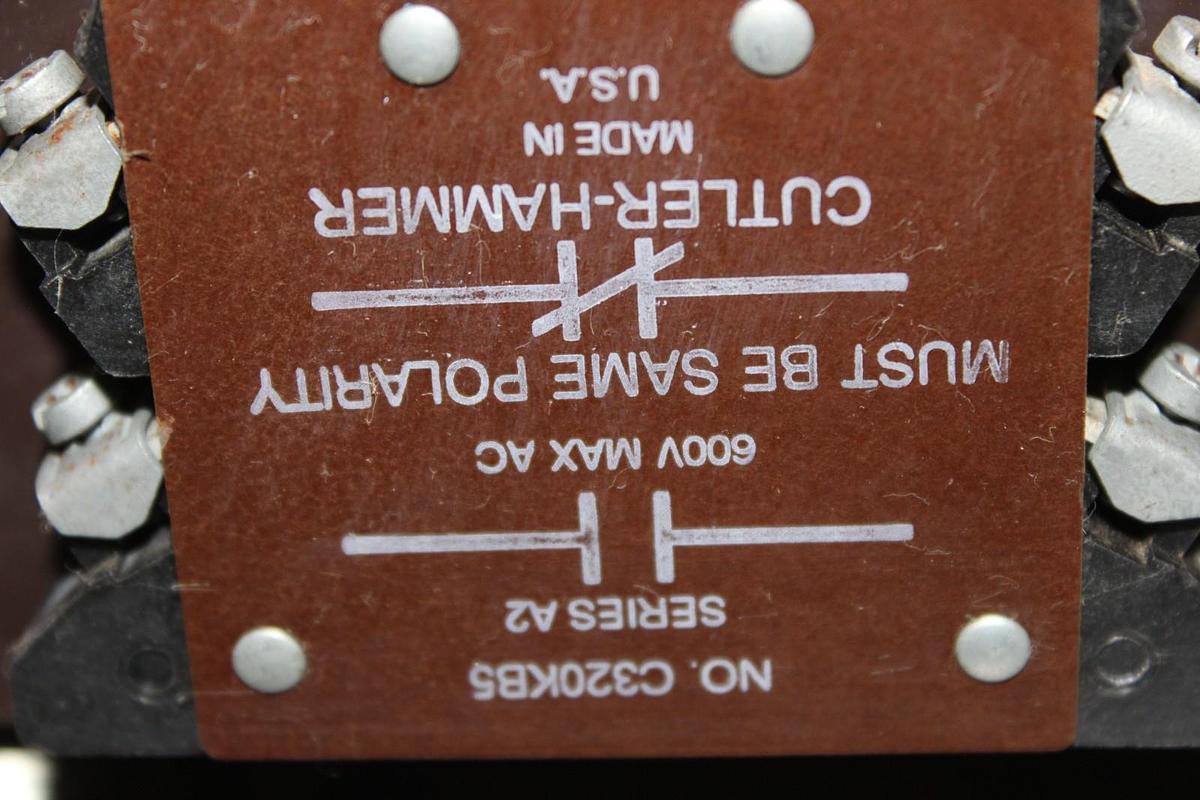 NO. C320KB5
SERIES A2
600V MAX AC
MUST BE SAME POLARITY
CUTLER-HAMMER
MADE IN
U.S.A.